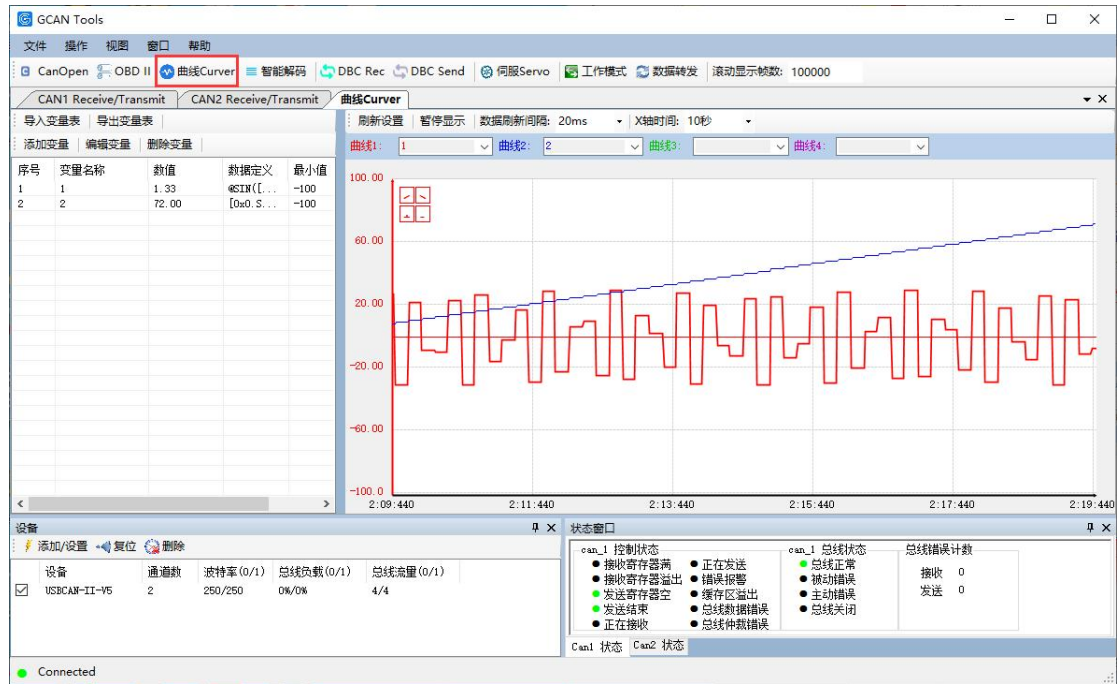 GCAN Tools
文件 操作 视图 窗口 帮助
CanOpen OBD II 曲线Curver 智能解码 DBC Rec DBC Send 伺服Servo 工作模式 数据转发 滚动显示帧数: 100000
CAN1 Receive/Transmit CAN2 Receive/Transmit 曲线Curver
导入变量表 导出变量表 刷新设置 暂停显示 数据刷新间隔: 20ms X轴时间: 10秒
添加变量 编辑变量 删除变量 曲线1: 1 曲线2: 2 曲线3: 曲线4:
序号 变量名称 数值 数据定义 最小值
1 1 1.33 @SIN([... -100
2 2 72.00 [0x0.S... -100
100.00
60.00
20.00
-20.00
-60.00
-100.0
2:09:440 2:11:440 2:13:440 2:15:440 2:17:440 2:19:440
设备
添加/设置 复位 删除
设备 通道数 波特率(0/1) 总线负载(0/1) 总线流量(0/1)
USBCAN-II-V5 2 250/250 0%/0% 4/4
状态窗口
can_1 控制状态 can_1 总线状态 总线错误计数
接收寄存器满 正在发送 总线正常 接收 0
接收寄存器溢出 错误报警 被动错误 发送 0
发送寄存器空 缓存区溢出 主动错误
发送结束 总线数据错误 总线关闭
正在接收 总线仲裁错误
Can1 状态 Can2 状态
Connected